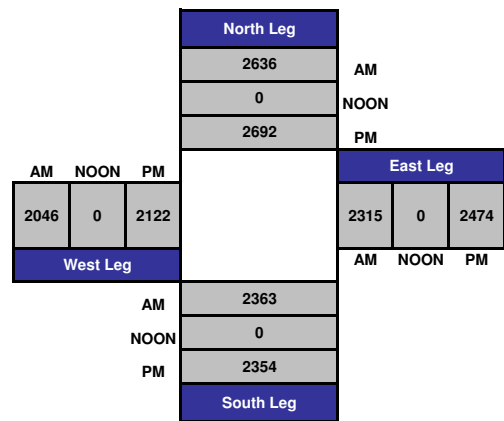 North Leg
2636 AM
0 NOON
2692 PM
AM NOON PM
East Leg
2046 0 2122
2315 0 2474
West Leg
AM NOON PM
AM 2363
NOON 0
PM 2354
South Leg